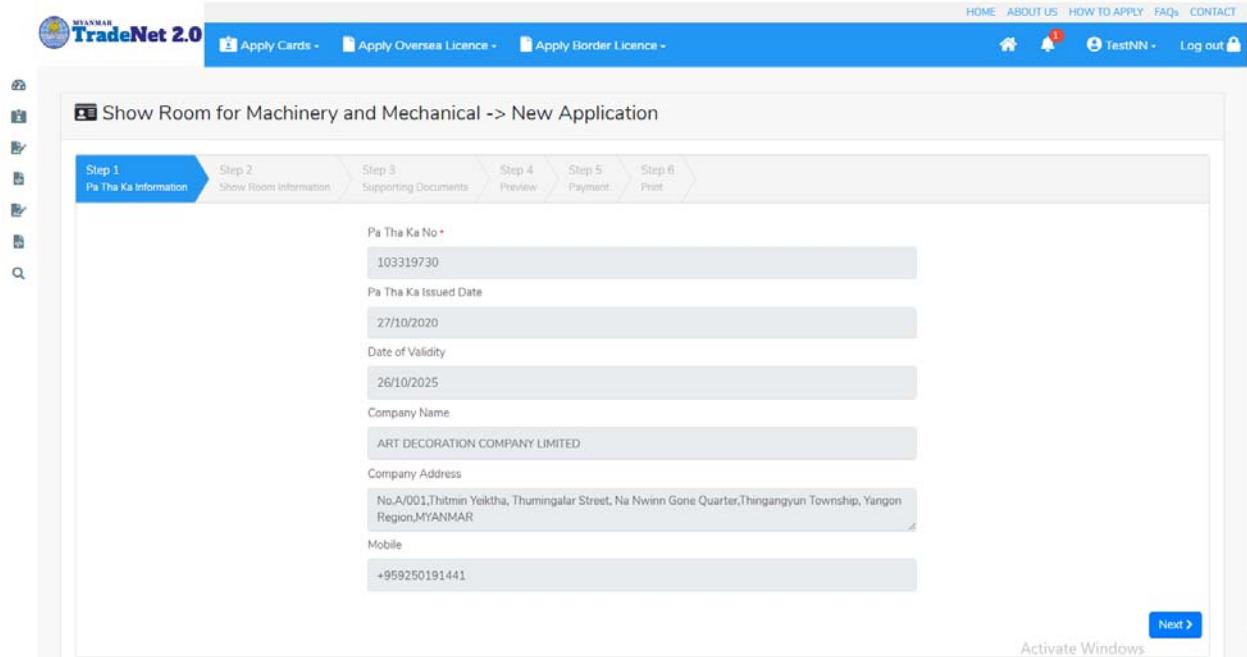 HOME ABOUT US HOW TO APPLY FAQs CONTACT
MYANMAR
TradeNet 2.0
Apply Cards
Apply Oversea Licence
Apply Border Licence
1
TestNN
Log out
Show Room for Machinery and Mechanical -> New Application
Step 1
Pa Tha Ka Information
Step 2
Show Room Information
Step 3
Supporting Documents
Step 4
Preview
Step 5
Payment
Step 6
Print
Pa Tha Ka No *
103319730
Pa Tha Ka Issued Date
27/10/2020
Date of Validity
26/10/2025
Company Name
ART DECORATION COMPANY LIMITED
Company Address
No.A/001,Thitmin Yeiktha, Thumingalar Street, Na Nwinn Gone Quarter,Thingangyun Township, Yangon
Region,MYANMAR
Mobile
+959250191441
Next >
Activate Windows